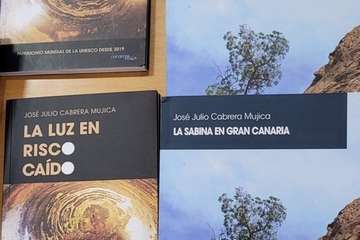 PATRIMONIO MUNDIAL DE LA UNESCO DESDE 2019
JOSÉ JULIO CABRERA MUJICA
LA LUZ EN
RISCO
CAÍDO
José Julio Cabrera Mujica
LA SABINA EN GRAN CANARIA